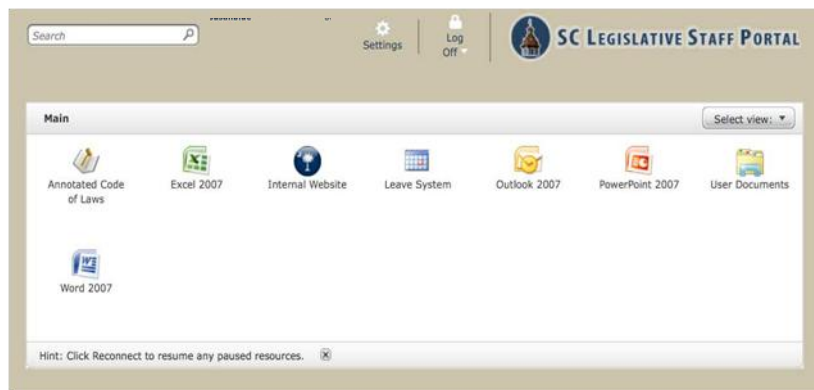 Search
Settings
Log
Off
SC LEGISLATIVE STAFF PORTAL
Main
Select view:
Annotated Code
of Laws
Excel 2007
Internal Website
Leave System
Outlook 2007
PowerPoint 2007
User Documents
Word 2007
Hint: Click Reconnect to resume any paused resources.